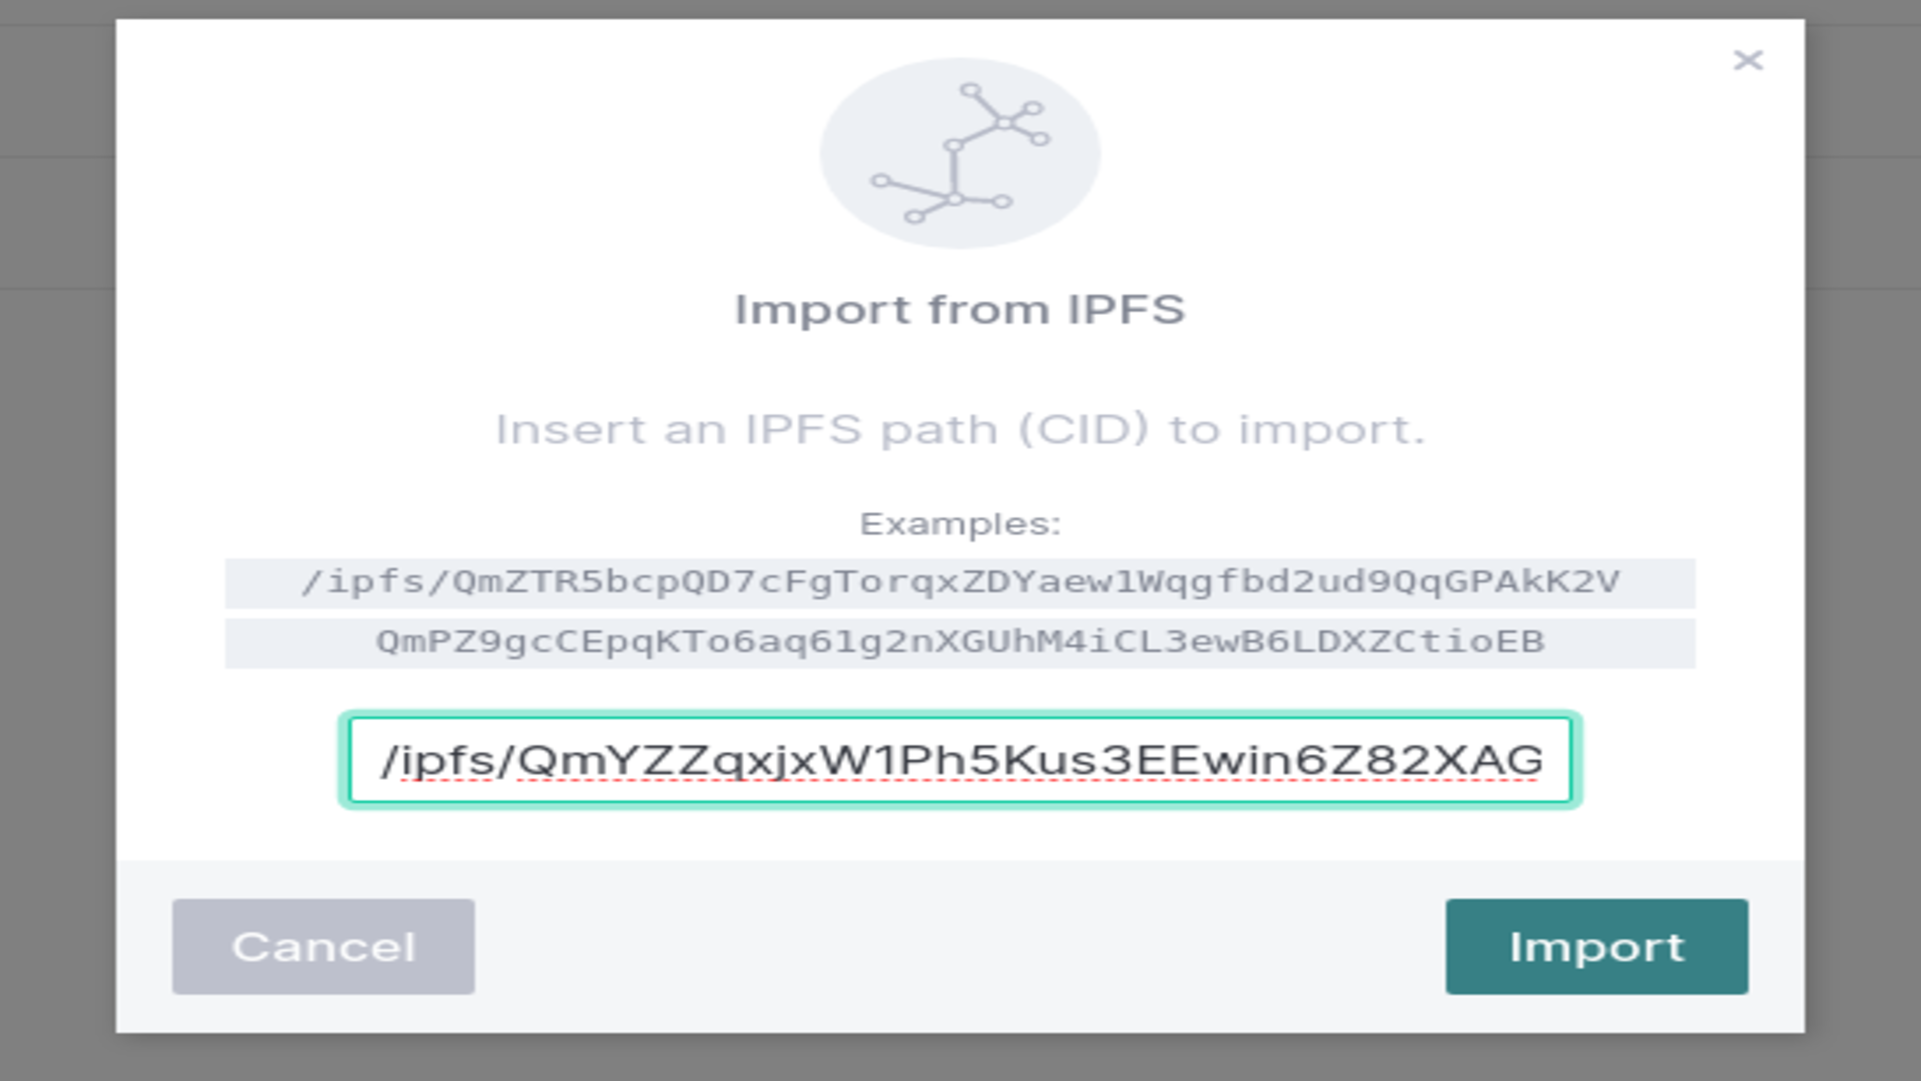 Import from IPFS
Insert an IPFS path (CID) to import.
Examples:
/ipfs/QmZTR5bcpQD7cFgTorqxZDYaew1Wqgfbd2ud9QqGPAkK2V
QmPZ9gcCEpqKTo6aq61g2nXGUhM4iCL3ewB6LDXZCtioEB
/ipfs/QmYZZqxjxW1Ph5Kus3EEwin6Z82XAG
Cancel
Import